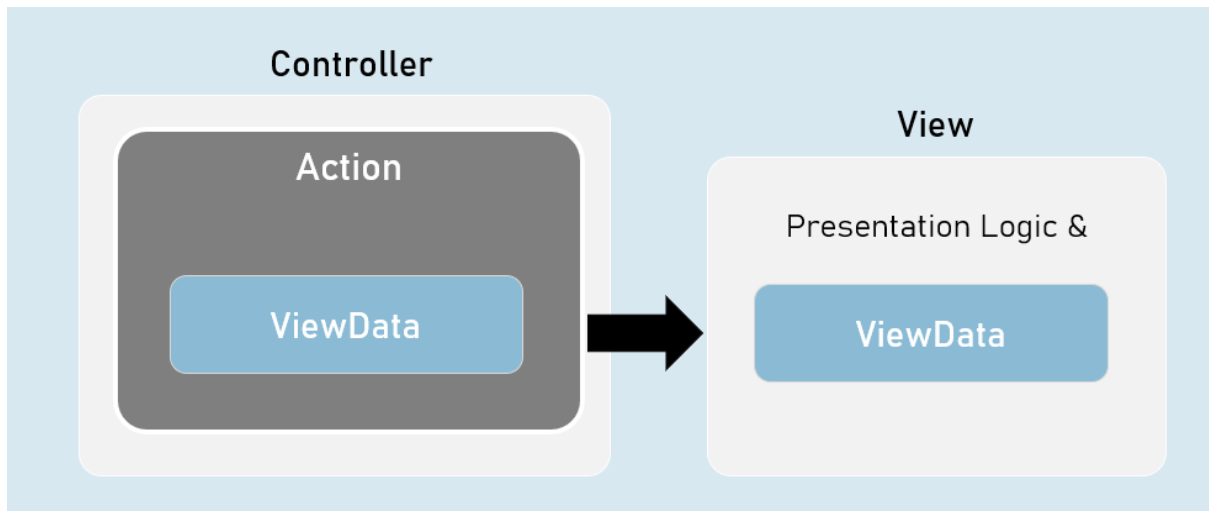 Controller
Action
ViewData
View
Presentation Logic &
ViewData